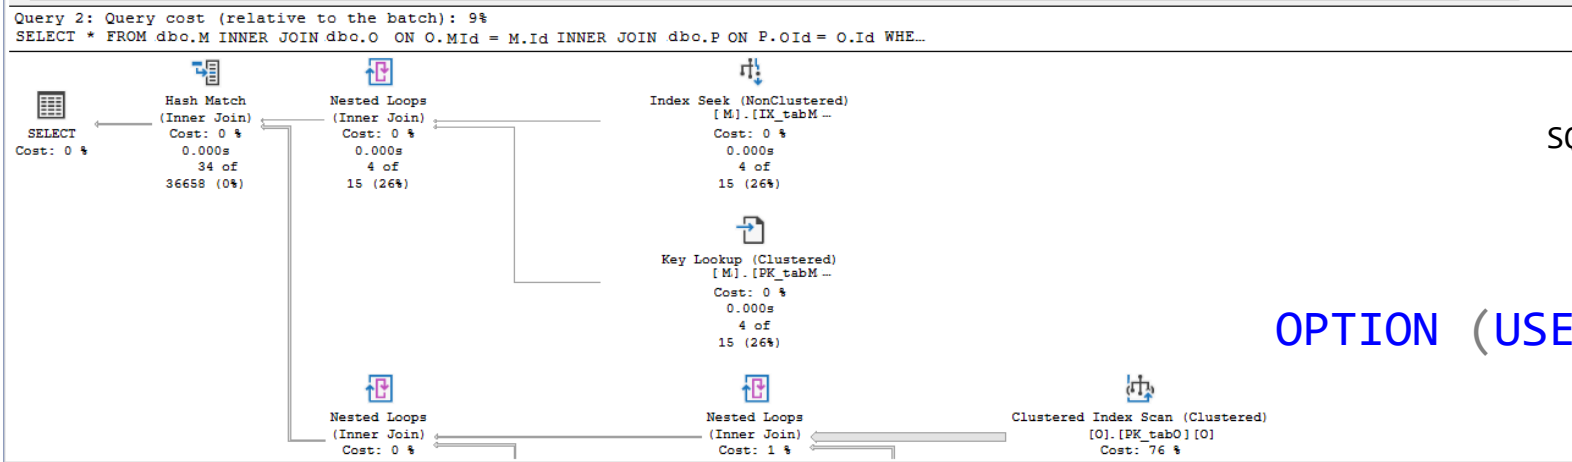 Query 2: Query cost (relative to the batch): 9%
SELECT * FROM dbo.M INNER JOIN dbo.O ON O.MId = M.Id INNER JOIN dbo.P ON P.OId = O.Id WHE…
SELECT
Cost: 0 %
Hash Match
(Inner Join)
Cost: 0 %
0.000s
34 of
36658 (0%)
Nested Loops
(Inner Join)
Cost: 0 %
0.000s
4 of
15 (26%)
Index Seek (NonClustered)
[M].[IX_tabM …
Cost: 0 %
0.000s
4 of
15 (26%)
SQ
Key Lookup (Clustered)
[M].[PK_tabM …
Cost: 0 %
0.000s
4 of
15 (26%)
OPTION (USE
Nested Loops
(Inner Join)
Cost: 0 %
Nested Loops
(Inner Join)
Cost: 1 %
Clustered Index Scan (Clustered)
[O].[PK_tabO] [O]
Cost: 76 %